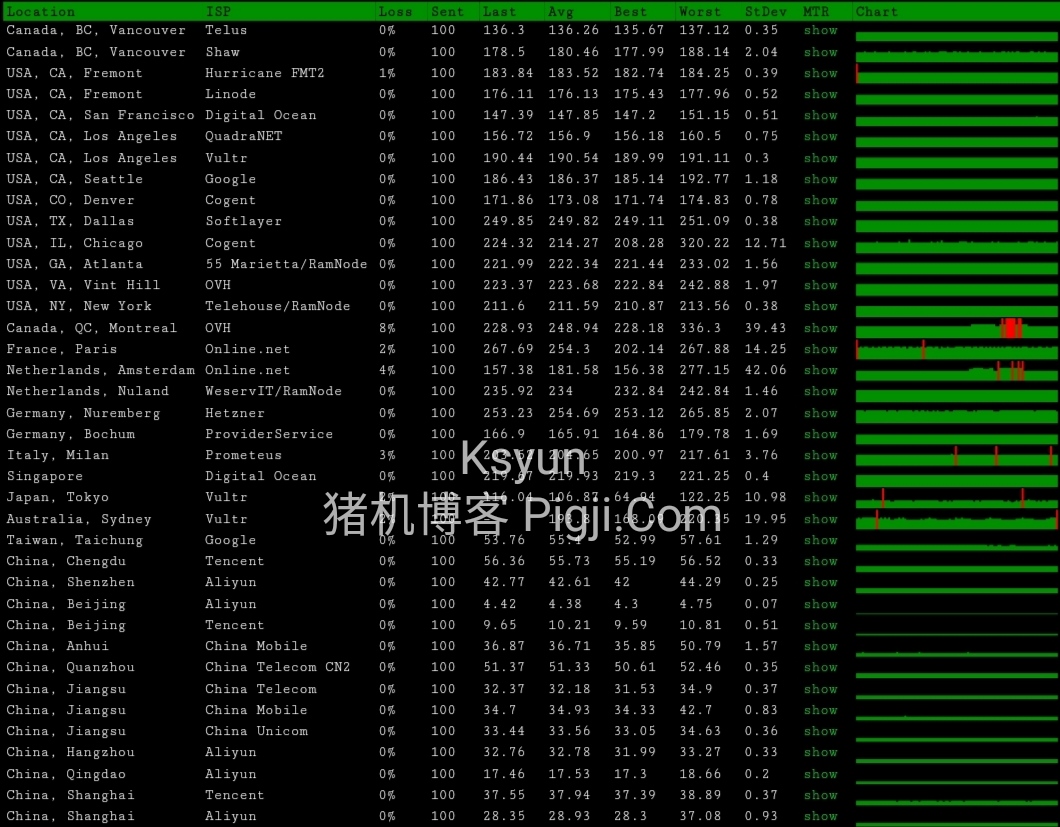 Location ISP Loss Sent Last Avg Best Worst StDev MTR Chart
Canada, BC, Vancouver Telus 0% 100 136.3 136.26 135.67 137.12 0.35 show
Canada, BC, Vancouver Shaw 0% 100 178.5 180.46 177.99 188.14 2.04 show
USA, CA, Fremont Hurricane FMT2 1% 100 183.84 183.52 182.74 184.25 0.39 show
USA, CA, Fremont Linode 0% 100 176.11 176.13 175.43 177.96 0.52 show
USA, CA, San Francisco Digital Ocean 0% 100 147.39 147.85 147.2 151.15 0.51 show
USA, CA, Los Angeles QuadraNET 0% 100 156.72 156.9 156.18 160.5 0.75 show
USA, CA, Los Angeles Vultr 0% 100 190.44 190.54 189.99 191.11 0.3 show
USA, CA, Seattle Google 0% 100 186.43 186.37 185.14 192.77 1.18 show
USA, CO, Denver Cogent 0% 100 171.86 173.08 171.74 174.83 0.78 show
USA, TX, Dallas Softlayer 0% 100 249.85 249.82 249.11 251.09 0.38 show
USA, IL, Chicago Cogent 0% 100 224.32 214.27 208.28 320.22 12.71 show
USA, GA, Atlanta 55 Marietta/RamNode 0% 100 221.99 222.34 221.44 233.02 1.56 show
USA, VA, Vint Hill OVH 0% 100 223.37 223.68 222.84 242.88 1.97 show
USA, NY, New York Telehouse/RamNode 0% 100 211.6 211.59 210.87 213.56 0.38 show
Canada, QC, Montreal OVH 8% 100 228.93 248.94 228.18 336.3 39.43 show
France, Paris Online.net 2% 100 267.69 254.3 202.14 267.88 14.25 show
Netherlands, Amsterdam Online.net 4% 100 157.38 181.58 156.38 277.15 42.06 show
Netherlands, Nuland WeservIT/RamNode 0% 100 235.92 234 232.84 242.84 1.46 show
Germany, Nuremberg Hetzner 0% 100 253.23 254.69 253.12 265.85 2.07 show
Germany, Bochum ProviderService 0% 100 166.9 165.91 164.86 179.78 1.69 show
Italy, Milan Prometeus 3% 100 200.97 217.61 3.76 show
Singapore Digital Ocean 0% 100 219.67 219.93 219.3 221.25 0.4 show
Ksyun
Japan, Tokyo Vultr 106.87 122.25 10.98 show
Australia, Sydney Vultr 19.95 show
猪机博客 Pigji.Com
Taiwan, Taichung Google 0% 100 53.76 55.4 52.99 57.61 1.29 show
China, Chengdu Tencent 0% 100 56.36 55.73 55.19 56.52 0.33 show
China, Shenzhen Aliyun 0% 100 42.77 42.61 42 44.29 0.25 show
China, Beijing Aliyun 0% 100 4.42 4.38 4.3 4.75 0.07 show
China, Beijing Tencent 0% 100 9.65 10.21 9.59 10.81 0.51 show
China, Anhui China Mobile 0% 100 36.87 36.71 35.85 50.79 1.57 show
China, Quanzhou China Telecom CN2 0% 100 51.37 51.33 50.61 52.46 0.35 show
China, Jiangsu China Telecom 0% 100 32.37 32.18 31.53 34.9 0.37 show
China, Jiangsu China Mobile 0% 100 34.7 34.93 34.33 42.7 0.83 show
China, Jiangsu China Unicom 0% 100 33.44 33.56 33.05 34.63 0.36 show
China, Hangzhou Aliyun 0% 100 32.76 32.78 31.99 33.27 0.33 show
China, Qingdao Aliyun 0% 100 17.46 17.53 17.3 18.66 0.2 show
China, Shanghai Tencent 0% 100 37.55 37.94 37.39 38.89 0.37 show
China, Shanghai Aliyun 0% 100 28.35 28.93 28.3 37.08 0.93 show